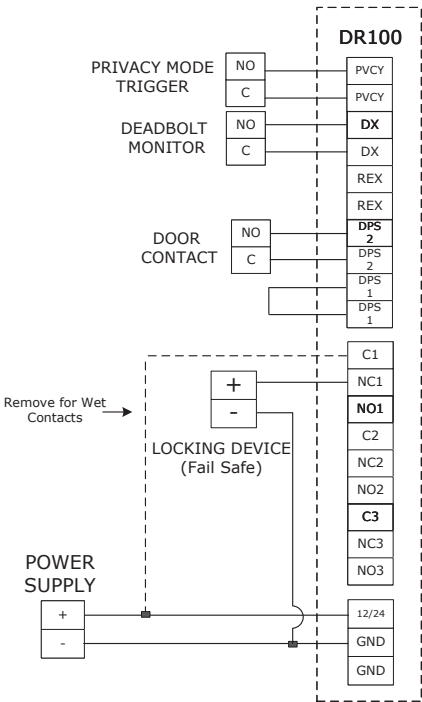 DR100
PRIVACY MODE
TRIGGER
NO
C
PVCY
PVCY
DEADBOLT
MONITOR
NO
C
DX
DX
REX
REX
DOOR
CONTACT
NO
C
DPS
2
DPS
2
DPS
1
DPS
1
C1
NC1
NO1
C2
NC2
NO2
C3
NC3
NO3
+
-
LOCKING DEVICE
(Fail Safe)
Remove for Wet
Contacts
POWER
SUPPLY
+
-
12/24
GND
GND